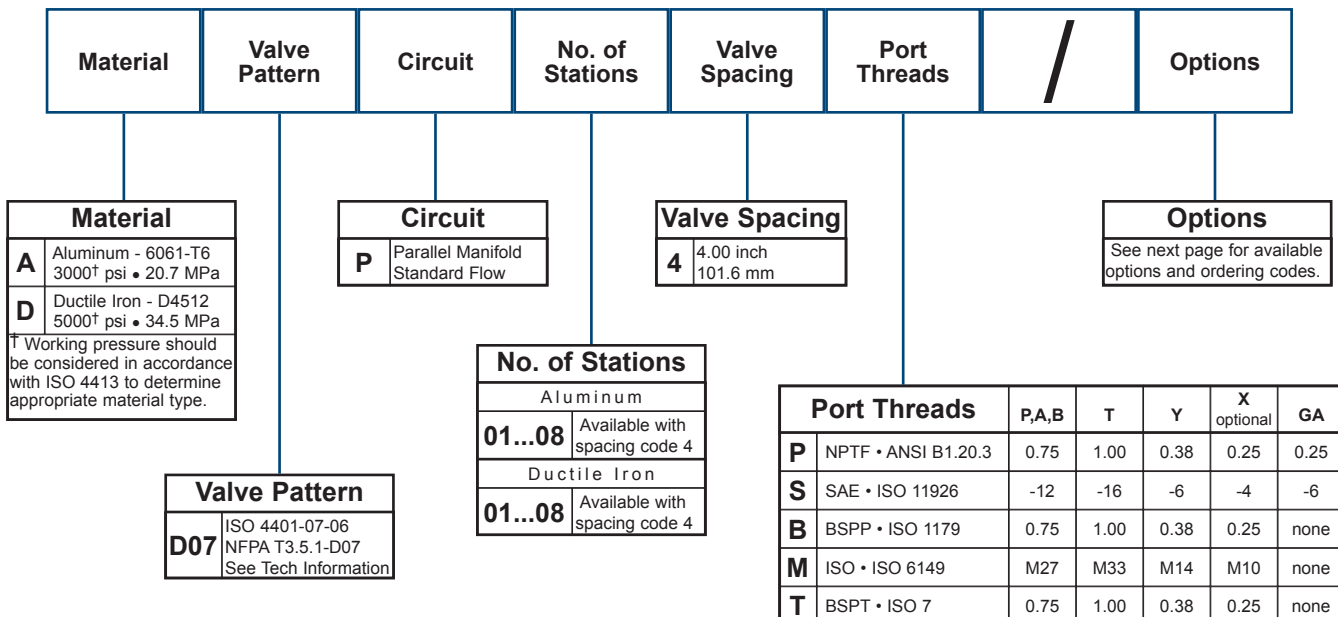 Material
Valve
Pattern
Circuit
No. of
Stations
Valve
Spacing
Port
Threads
/
Options
Material
A
Aluminum - 6061-T6
3000† psi • 20.7 MPa
D
Ductile Iron - D4512
5000† psi • 34.5 MPa
† Working pressure should
be considered in accordance
with ISO 4413 to determine
appropriate material type.
Valve Pattern
D07
ISO 4401-07-06
NFPA T3.5.1-D07
See Tech Information
Circuit
P
Parallel Manifold
Standard Flow
No. of Stations
Aluminum
01...08
Available with
spacing code 4
Ductile Iron
01...08
Available with
spacing code 4
Valve Spacing
4
4.00 inch
101.6 mm
Options
See next page for available
options and ordering codes.
Port Threads P,A,B T Y X optional GA
P NPTF • ANSI B1.20.3 0.75 1.00 0.38 0.25 0.25
S SAE • ISO 11926 -12 -16 -6 -4 -6
B BSPP • ISO 1179 0.75 1.00 0.38 0.25 none
M ISO • ISO 6149 M27 M33 M14 M10 none
T BSPT • ISO 7 0.75 1.00 0.38 0.25 none